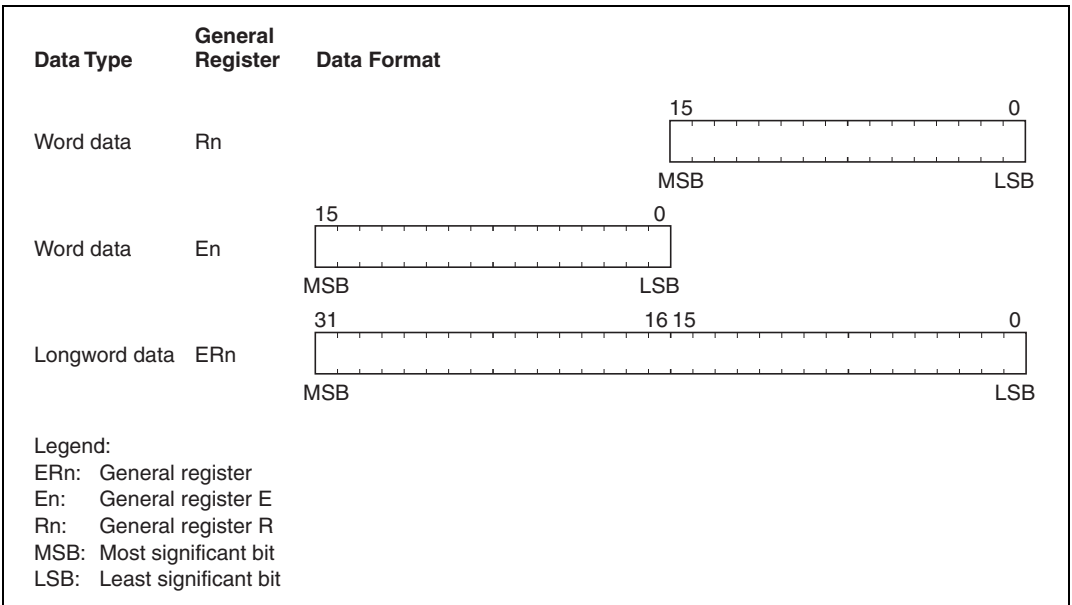 General
Data Type Register Data Format
15 0
Word data Rn
MSB LSB
15 0
Word data En
MSB LSB
31 16 15 0
Longword data ERn
MSB LSB
Legend:
ERn: General register
En: General register E
Rn: General register R
MSB: Most significant bit
LSB: Least significant bit